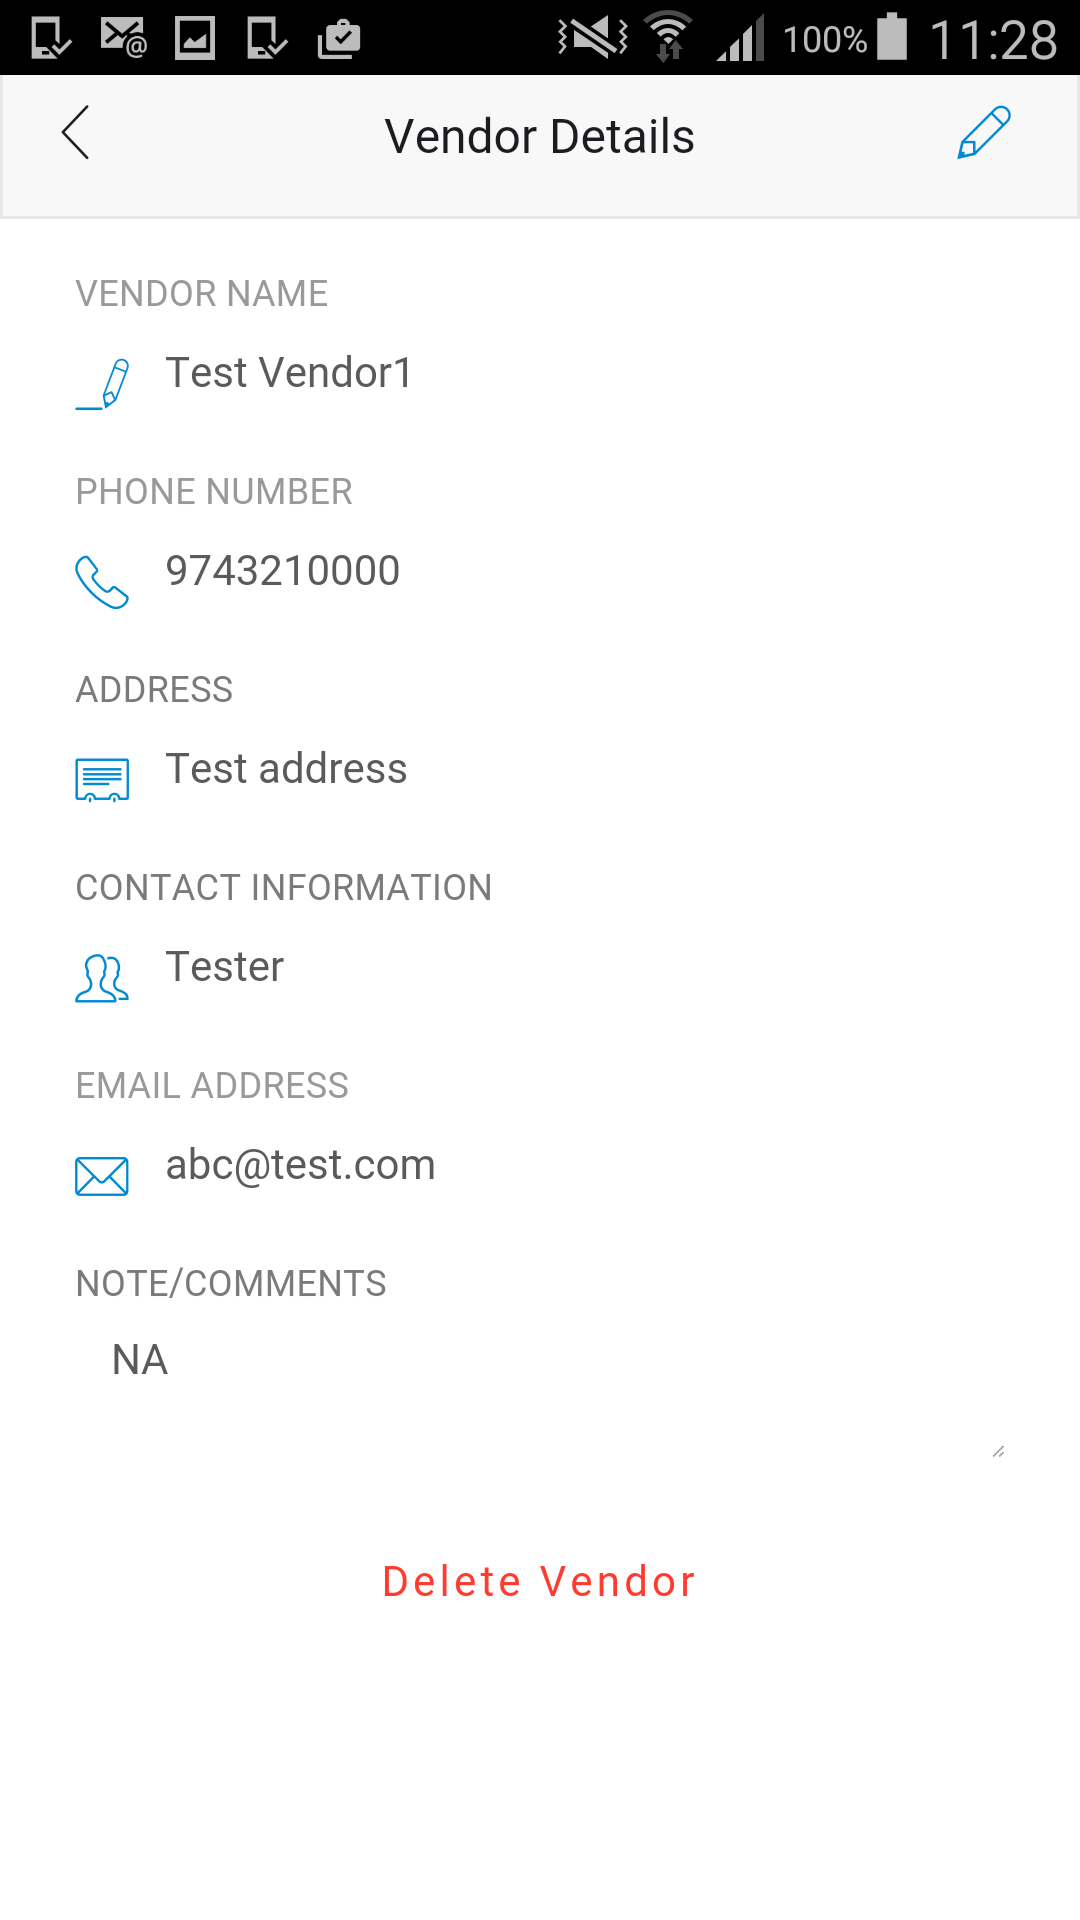 100% 11:28
Vendor Details
VENDOR NAME
Test Vendor1
PHONE NUMBER
9743210000
ADDRESS
Test address
CONTACT INFORMATION
Tester
EMAIL ADDRESS
abc@test.com
NOTE/COMMENTS
NA
Delete Vendor